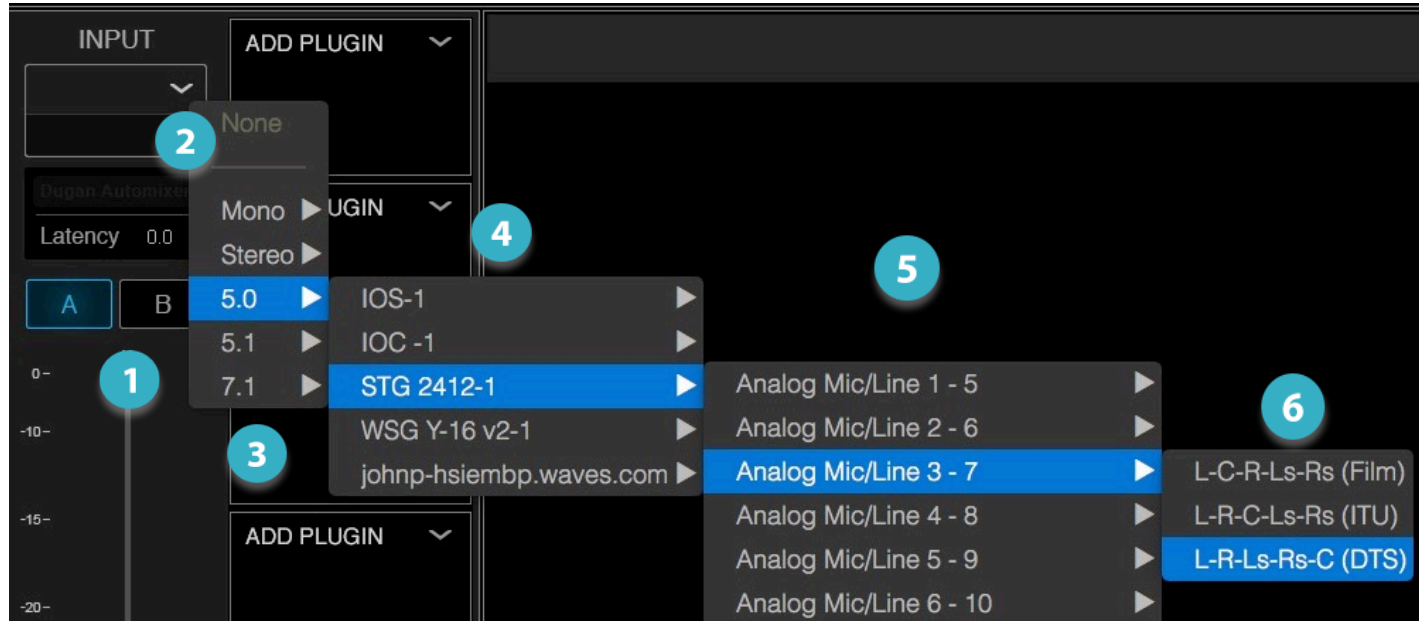 INPUT
ADD PLUGIN
2
None
Dugan Automixer
Latency 0.0
Mono
UGIN
Stereo
4
A
B
5.0
5.1
7.1
IOS-1
IOC -1
STG 2412-1
WSG Y-16 v2-1
johnp-hsiembp.waves.com
5
Analog Mic/Line 1 - 5
Analog Mic/Line 2 - 6
Analog Mic/Line 3 - 7
Analog Mic/Line 4 - 8
Analog Mic/Line 5 - 9
Analog Mic/Line 6 - 10
6
L-C-R-Ls-Rs (Film)
L-R-C-Ls-Rs (ITU)
L-R-Ls-Rs-C (DTS)
0-
1
-10-
3
-15-
ADD PLUGIN
-20-